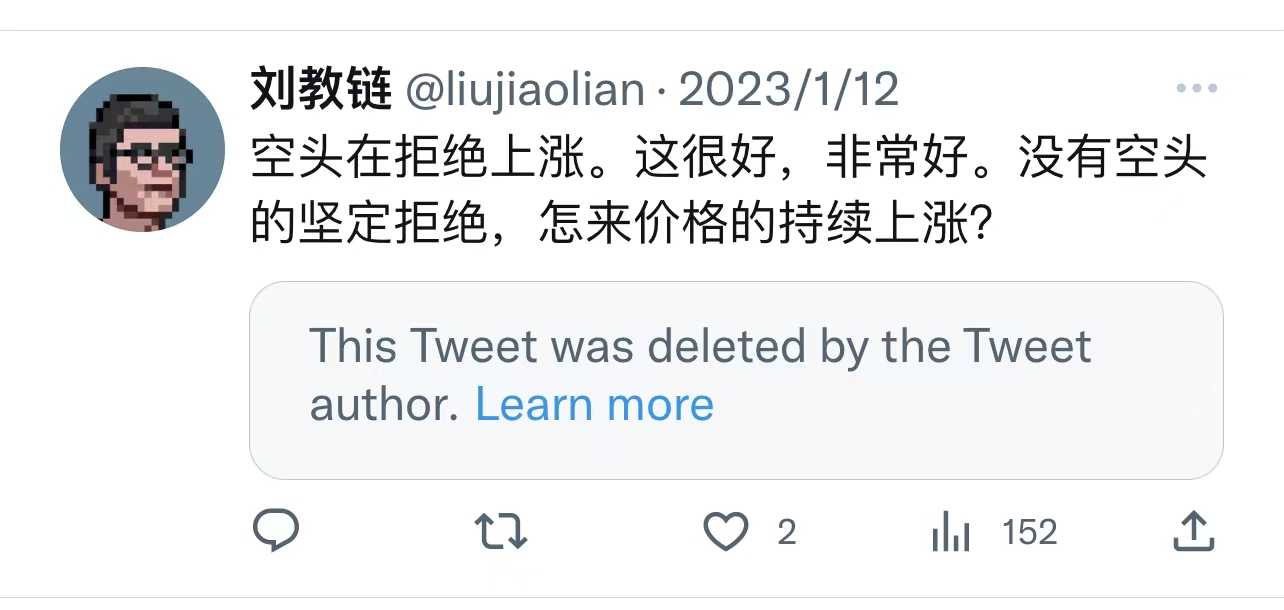 刘教链 @liujiaolian · 2023/1/12
空头在拒绝上涨。这很好，非常好。没有空头
的坚定拒绝，怎来价格的持续上涨？
This Tweet was deleted by the Tweet
author. Learn more
2 152